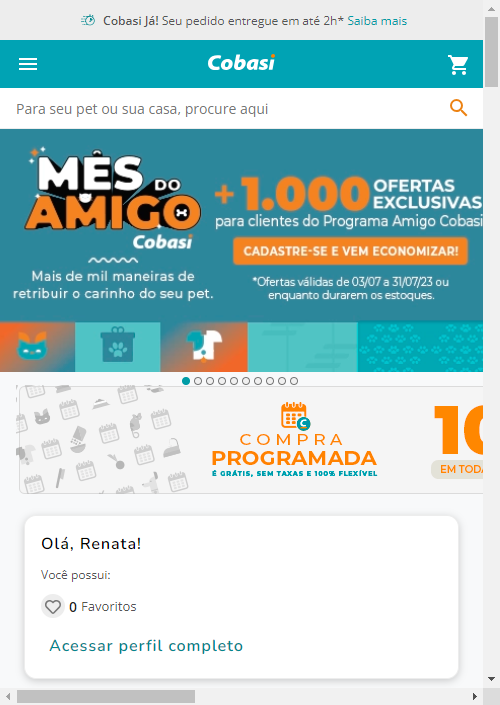 Cobasi Já! Seu pedido entregue em até 2h* Saiba mais
Cobasi
Para seu pet ou sua casa, procure aqui
MÊS DO
AMIGO
Cobasi
Mais de mil maneiras de
retribuir o carinho do seu pet.
+1.000 OFERTAS
EXCLUSIVAS
para clientes do Programa Amigo Cobasi
CADASTRE-SE E VEM ECONOMIZAR!
*Ofertas válidas de 03/07 a 31/07/23 ou
enquanto durarem os estoques.
C
COMPRA
PROGRAMADA
É GRÁTIS, SEM TAXAS E 100% FLEXÍVEL
10
EM TODA
Olá, Renata!
Você possui:
0 Favoritos
Acessar perfil completo